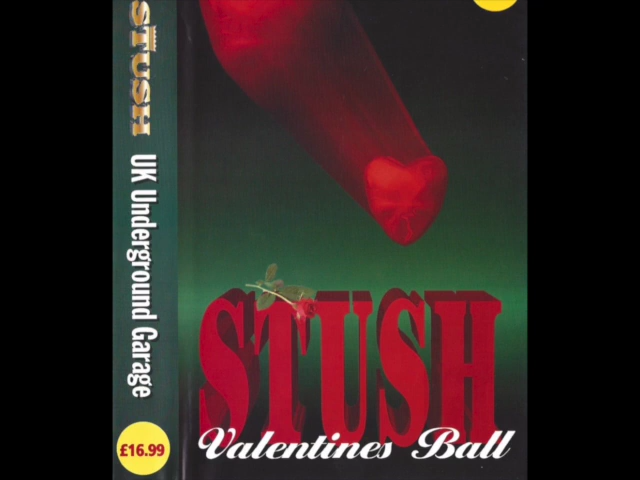 STUSH
UK Underground Garage
£16.99
STUSH
Valentines Ball